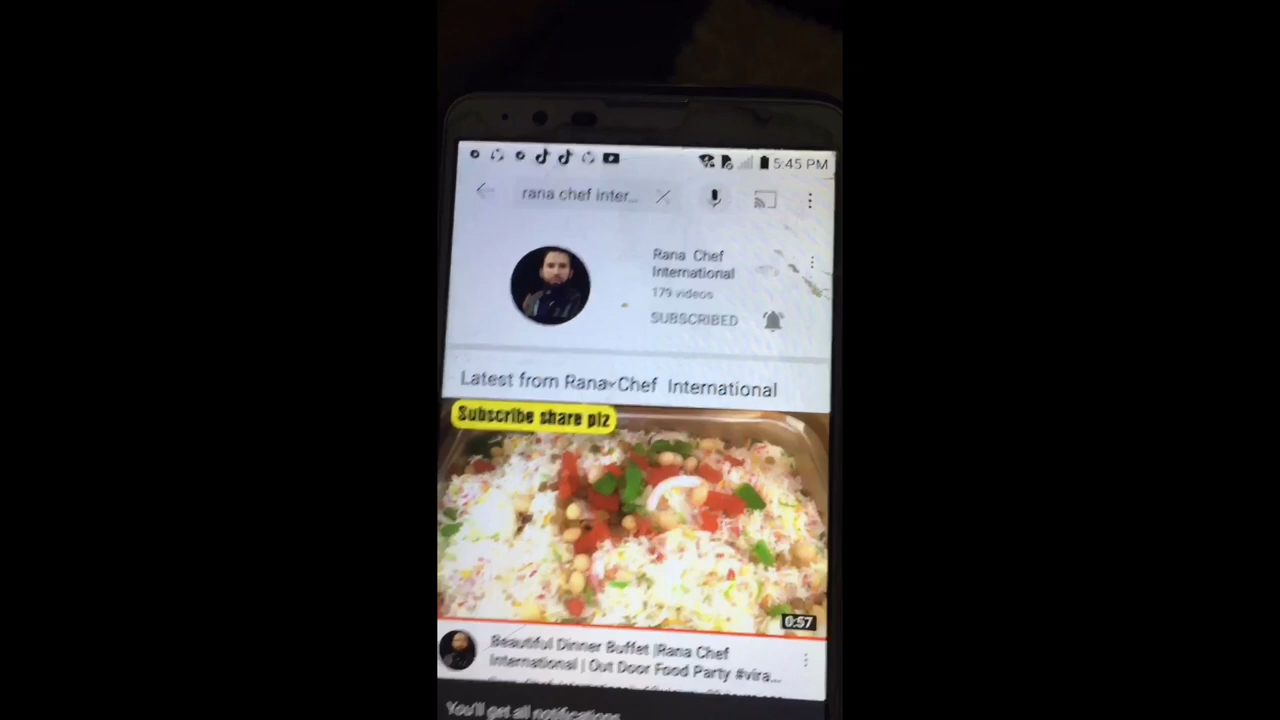 5:45 PM
rana chef inter...
Rana Chef
International
179 videos
SUBSCRIBED
Latest from Rana Chef International
Subscribe share plz
0:57
Beautiful Dinner Buffet |Rana Chef
International | Out Door Food Party #vira...
You'll get all notifications